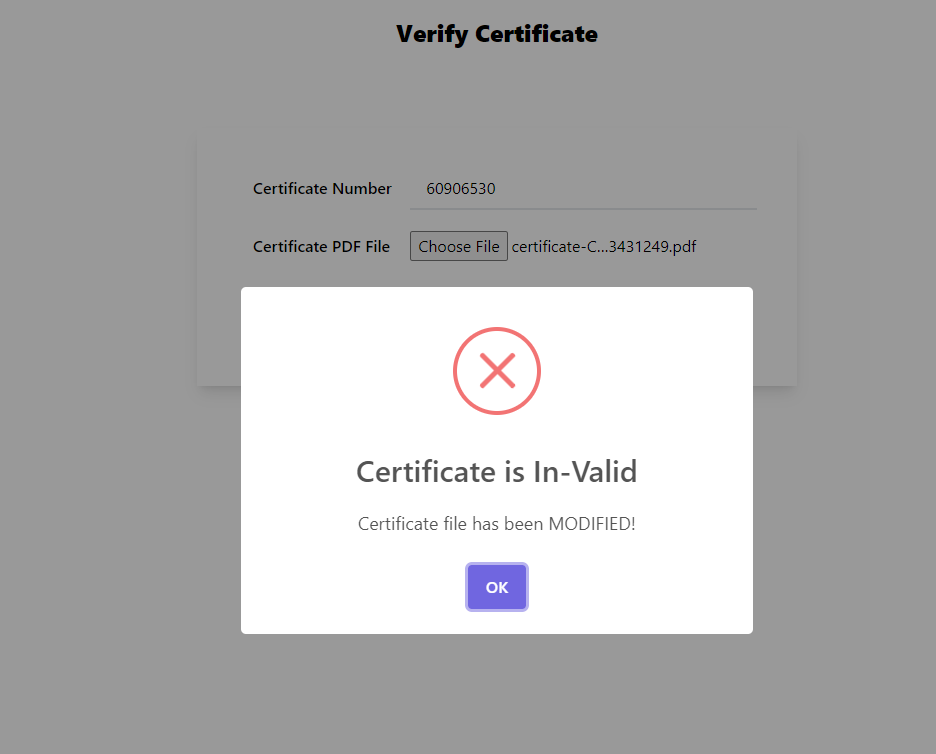 Verify Certificate
Certificate Number 60906530
Certificate PDF File Choose File certificate-C...3431249.pdf
Certificate is In-Valid
Certificate file has been MODIFIED!
OK